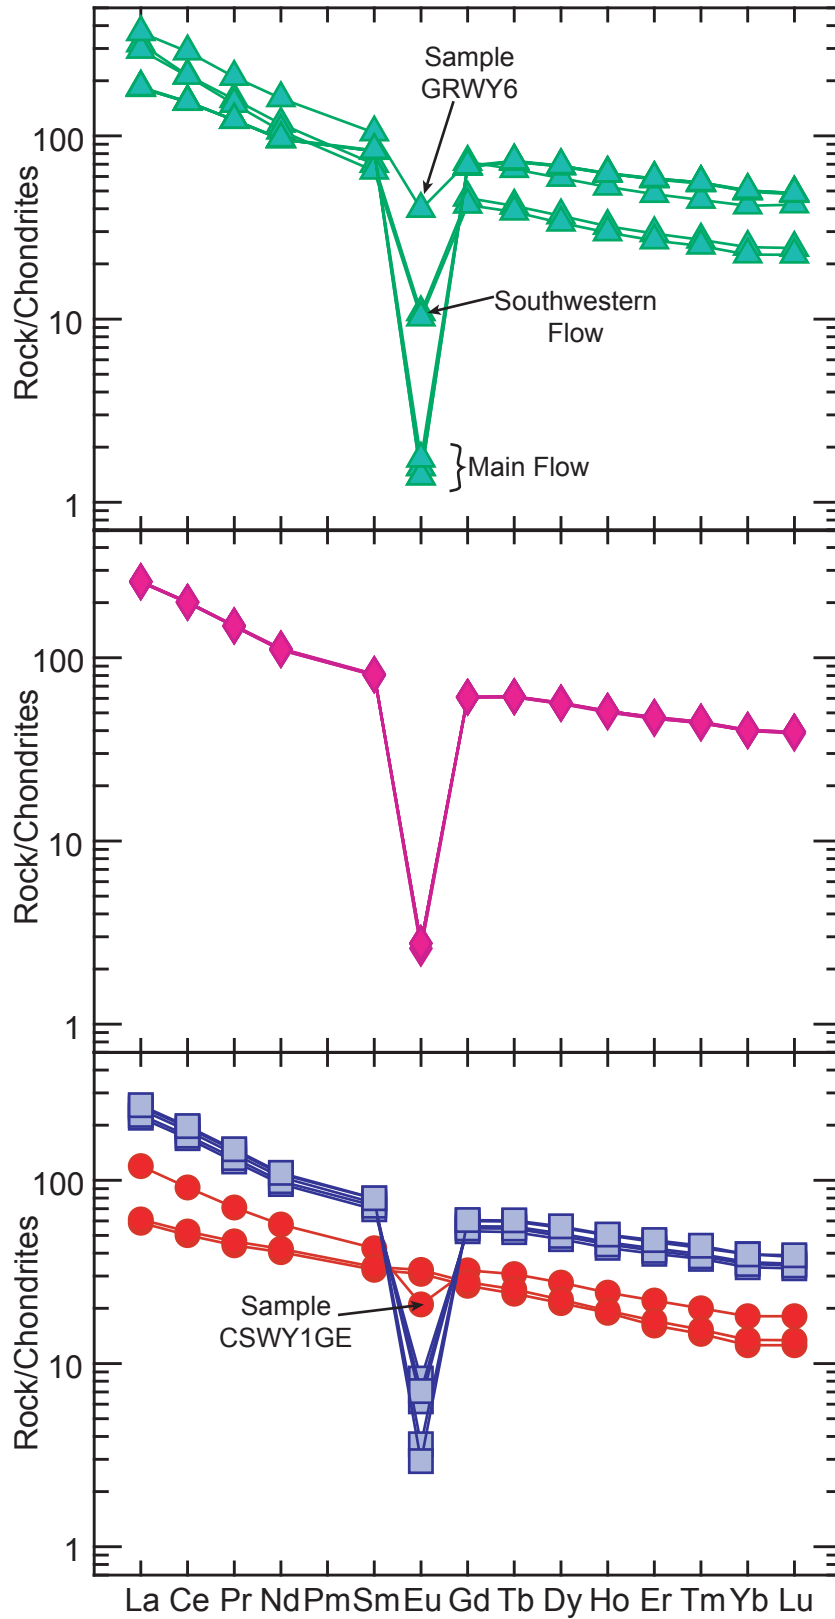 Rock/Chondrites
100
10
1
Sample
GRWY6
Southwestern
Flow
Main Flow
Rock/Chondrites
100
10
1
Rock/Chondrites
100
10
1
Sample
CSWY1GE
La Ce Pr Nd Pm Sm Eu Gd Tb Dy Ho Er Tm Yb Lu